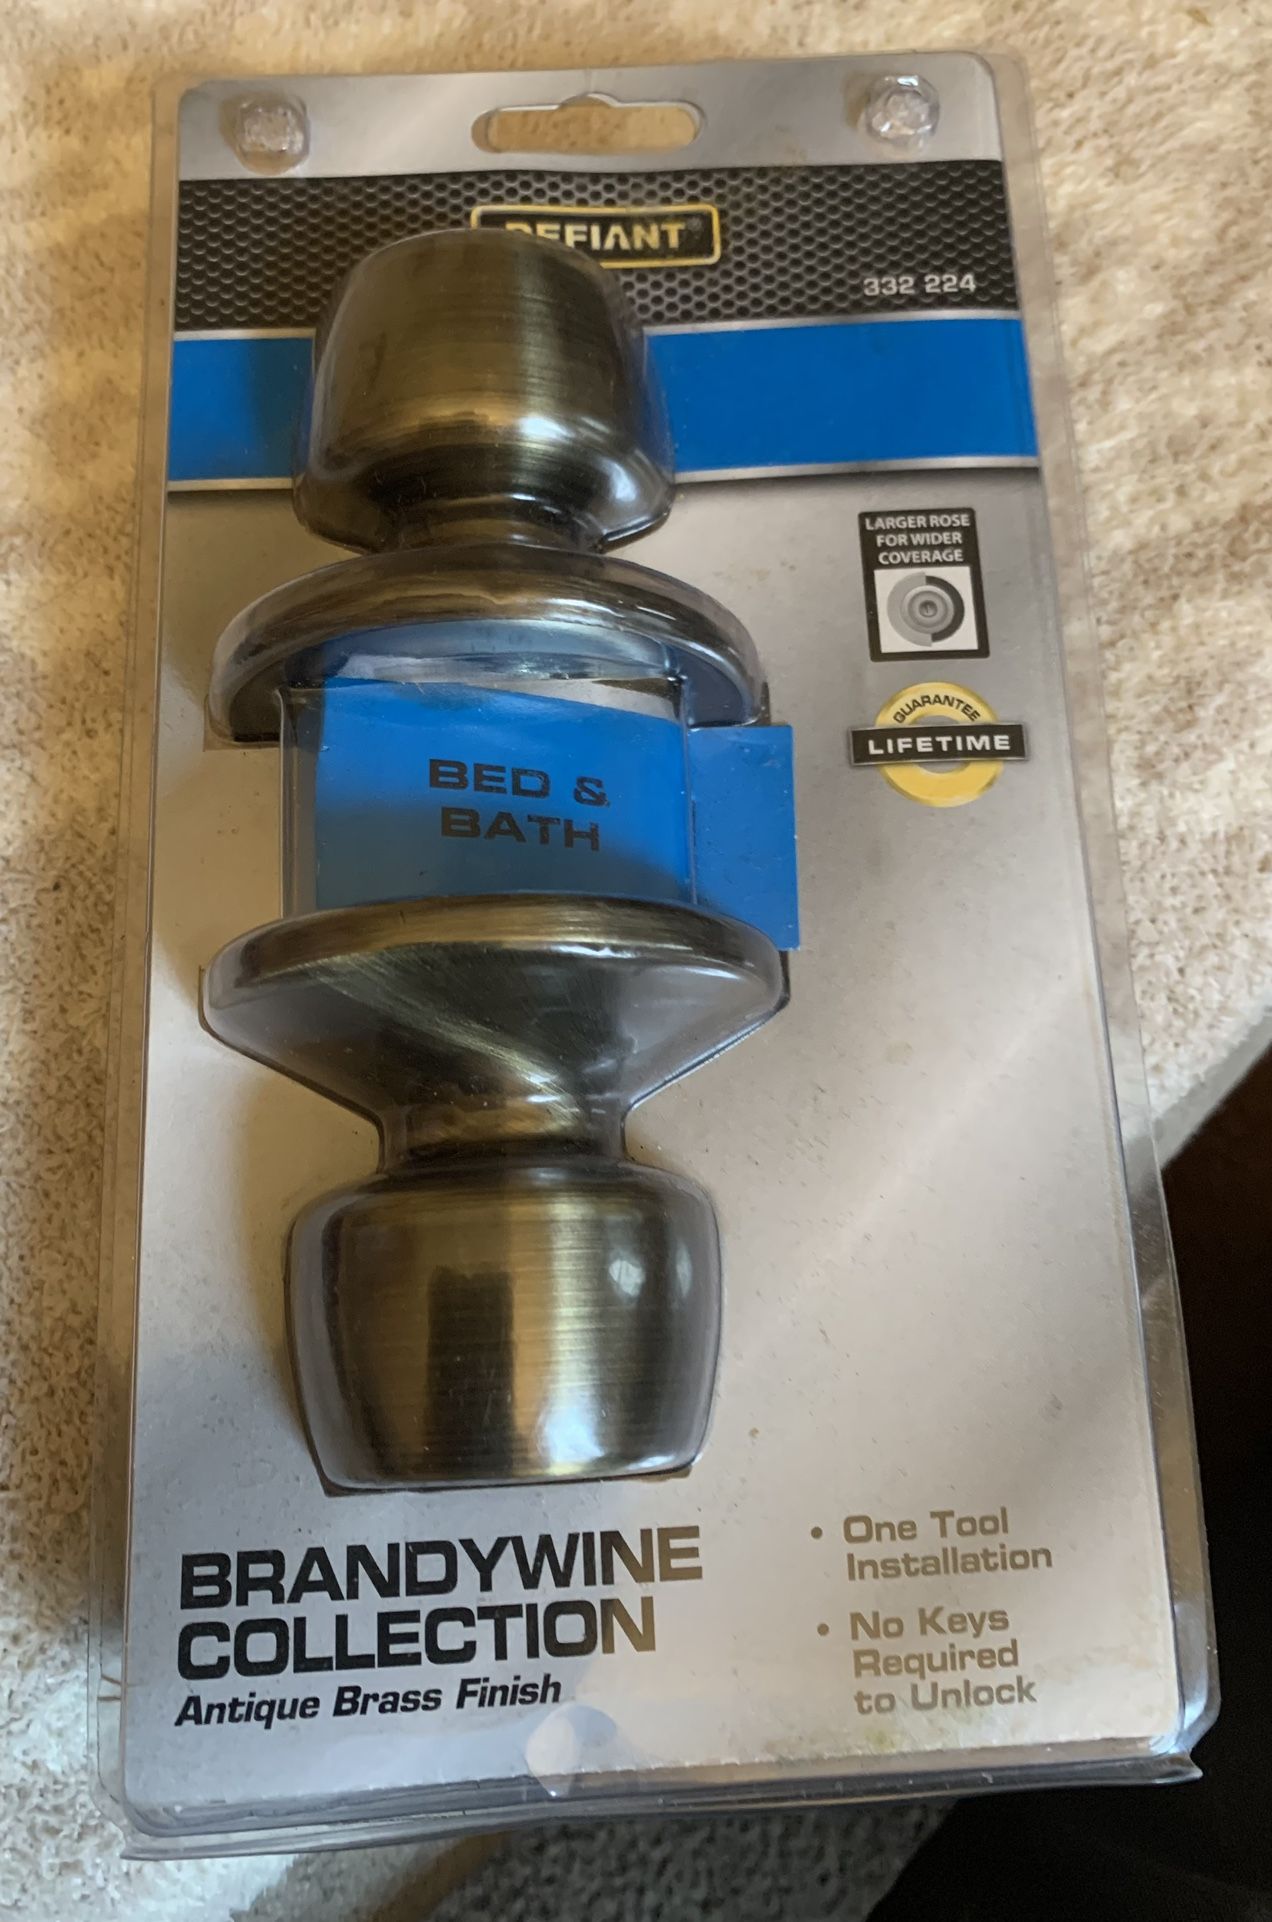 DEFIANT®
332 224
LARGER ROSE
FOR WIDER
COVERAGE
GUARANTEE
LIFETIME
BED &
BATH
BRANDYWINE
COLLECTION
Antique Brass Finish
• One Tool
Installation
• No Keys
Required
to Unlock